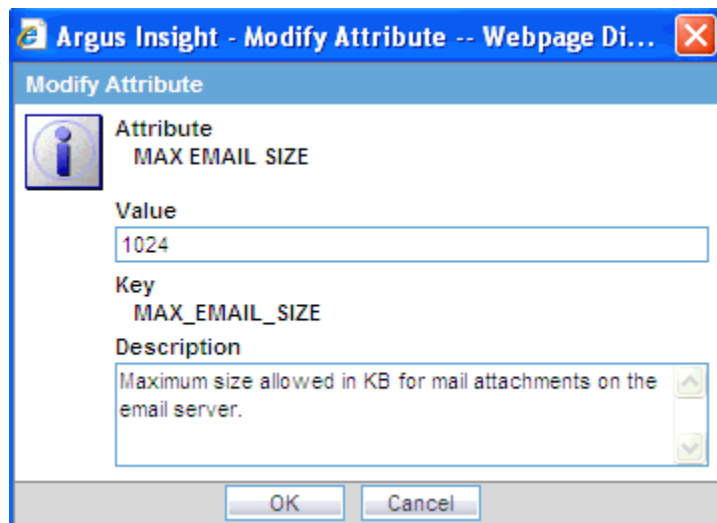 Argus Insight - Modify Attribute -- Webpage Di...
Modify Attribute
Attribute
MAX EMAIL SIZE
Value
1024
Key
MAX_EMAIL_SIZE
Description
Maximum size allowed in KB for mail attachments on the
email server.
OK Cancel